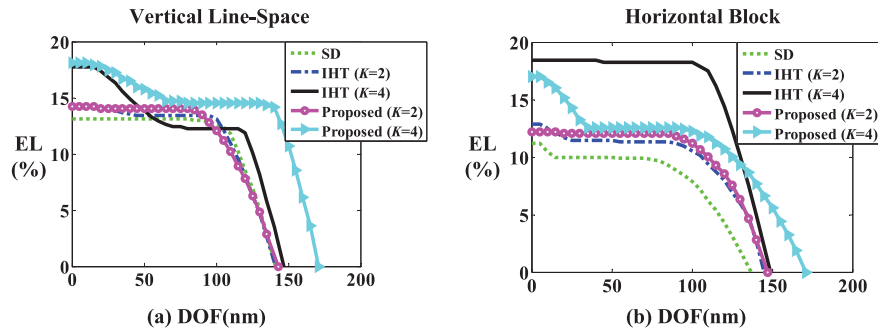 Vertical Line-Space
20
15
10
5
0
EL
(%)
0 50 100 150 200
SD
IHT (K=2)
IHT (K=4)
Proposed (K=2)
Proposed (K=4)
(a) DOF(nm)
Horizontal Block
20
15
10
5
0
EL
(%)
0 50 100 150 200
SD
IHT (K=2)
IHT (K=4)
Proposed (K=2)
Proposed (K=4)
(b) DOF(nm)